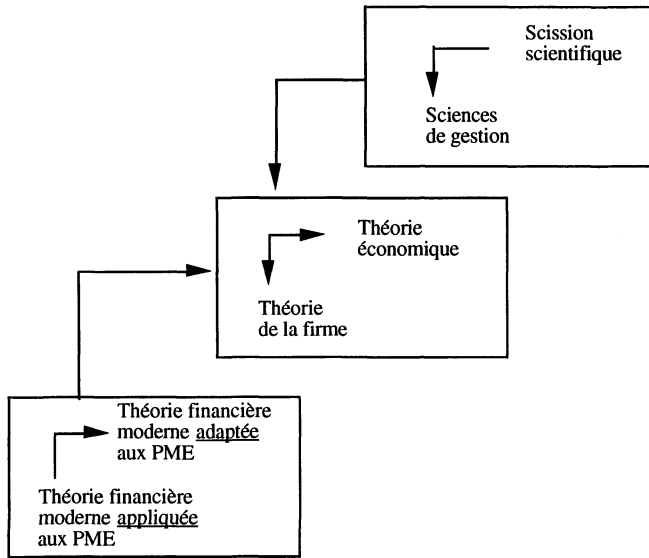 Scission
scientifique
Sciences
de gestion
Théorie
économique
Théorie
de la firme
Théorie financière
moderne adaptée
aux PME
Théorie financière
moderne appliquée
aux PME